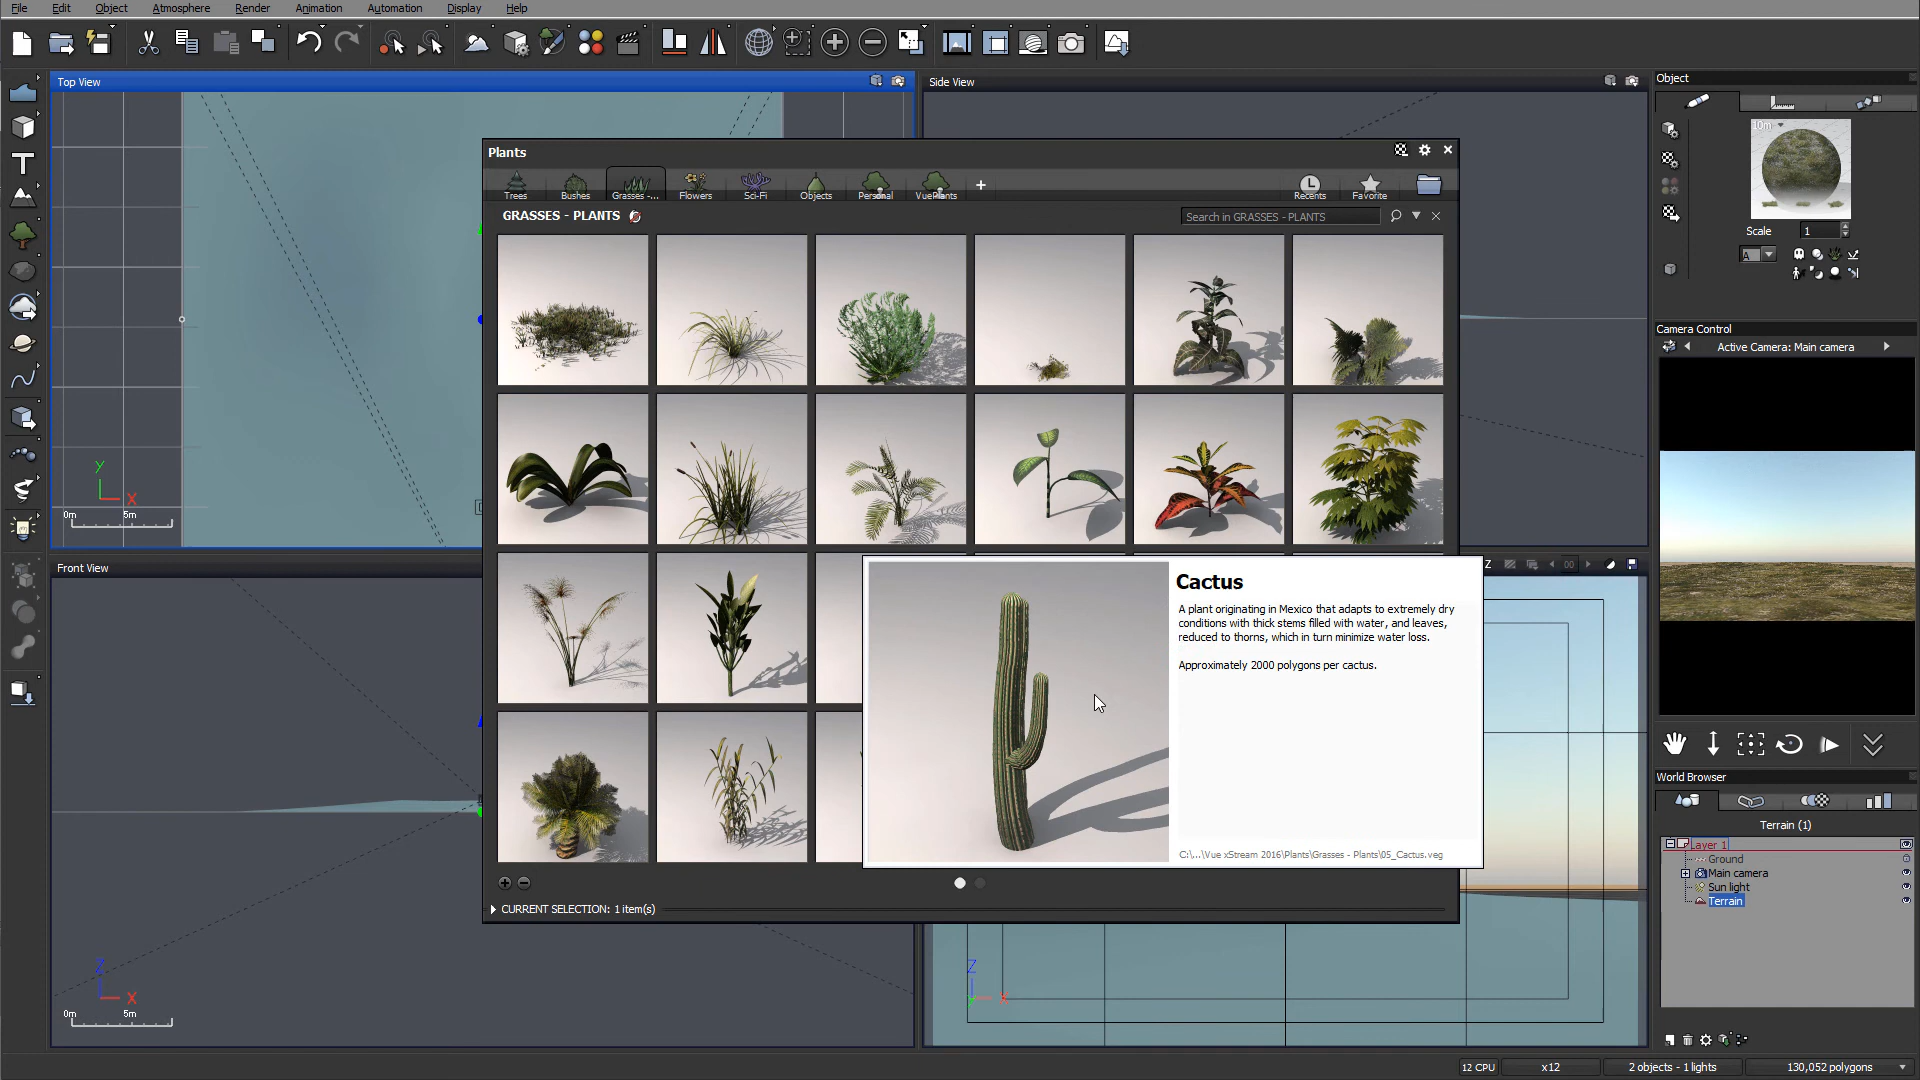 File Edit Object Atmosphere Render Animation Automation Display Help
Top View
Side View
Object
10m
Scale 1
A
Plants
Trees Bushes Grasses -... Flowers Sci-Fi Objects Personal VuePlants + Recents Favorite
GRASSES - PLANTS
Search in GRASSES - PLANTS
Y
X
0m 5m
Camera Control
Active Camera: Main camera
Front View
Z
00
Cactus
A plant originating in Mexico that adapts to extremely dry
conditions with thick stems filled with water, and leaves,
reduced to thorns, which in turn minimize water loss.
Approximately 2000 polygons per cactus.
C:\...\Vue xStream 2016\Plants\Grasses - Plants\05_Cactus.veg
CURRENT SELECTION: 1 item(s)
World Browser
Terrain (1)
Layer 1
Ground
Main camera
Sun light
Terrain
Z
X
0m 5m
Z
Y
X
12 CPU x12 2 objects - 1 lights 130,052 polygons